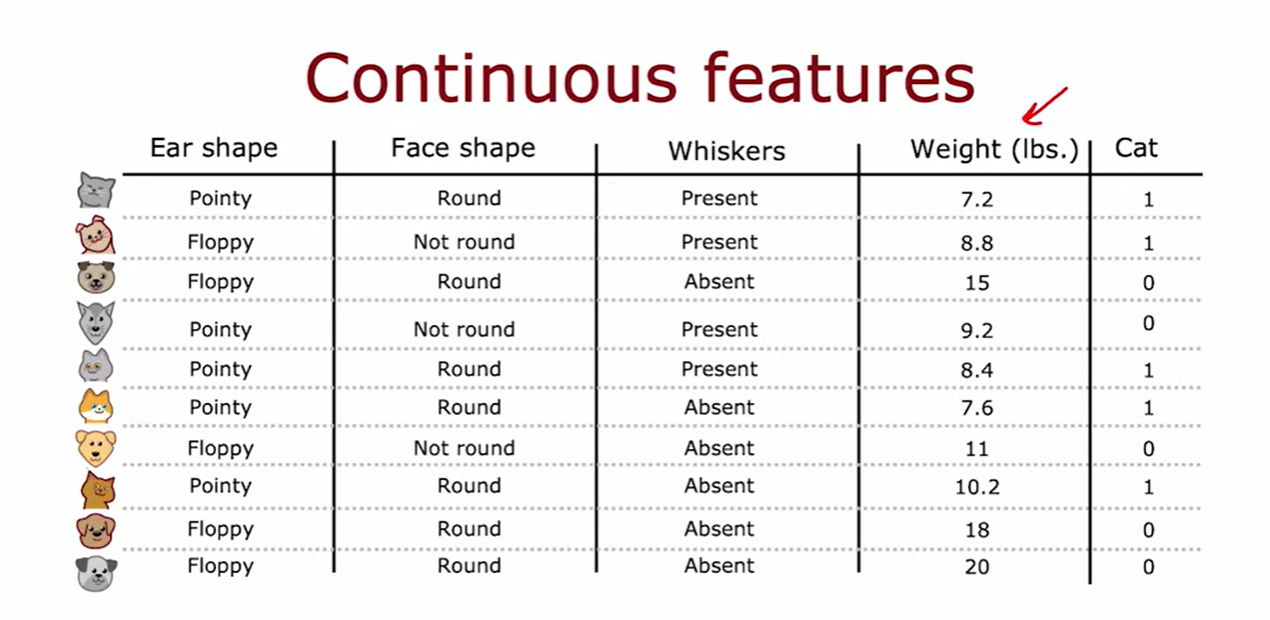 Continuous features
Ear shape Face shape Whiskers Weight (lbs.) Cat
Pointy Round Present 7.2 1
Floppy Not round Present 8.8 1
Floppy Round Absent 15 0
Pointy Not round Present 9.2 0
Pointy Round Present 8.4 1
Pointy Round Absent 7.6 1
Floppy Not round Absent 11 0
Pointy Round Absent 10.2 1
Floppy Round Absent 18 0
Floppy Round Absent 20 0